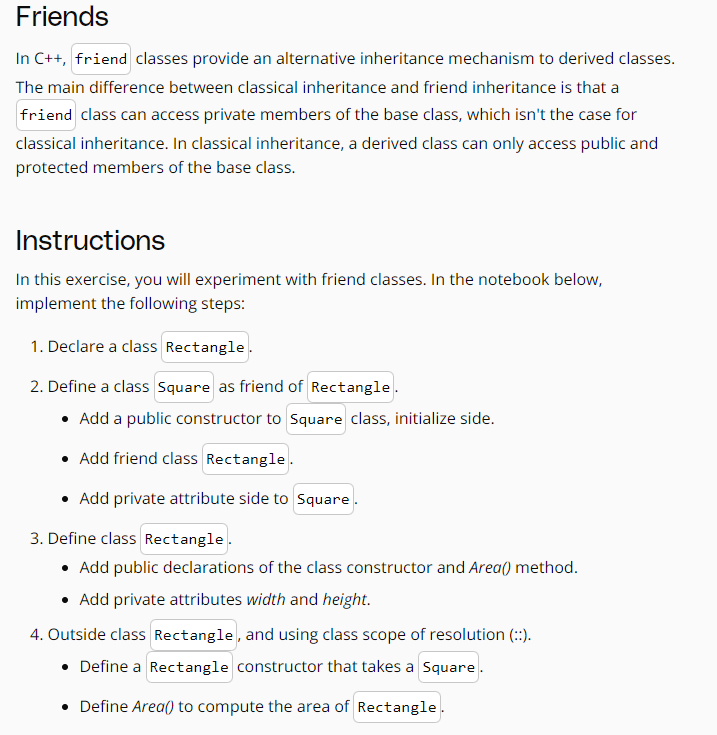 Friends
In C++, friend classes provide an alternative inheritance mechanism to derived classes.
The main difference between classical inheritance and friend inheritance is that a
friend class can access private members of the base class, which isn't the case for
classical inheritance. In classical inheritance, a derived class can only access public and
protected members of the base class.
Instructions
In this exercise, you will experiment with friend classes. In the notebook below,
implement the following steps:
1. Declare a class Rectangle.
2. Define a class Square as friend of Rectangle.
• Add a public constructor to Square class, initialize side.
• Add friend class Rectangle.
• Add private attribute side to Square.
3. Define class Rectangle.
• Add public declarations of the class constructor and Area() method.
• Add private attributes width and height.
4. Outside class Rectangle, and using class scope of resolution (::).
• Define a Rectangle constructor that takes a Square.
• Define Area() to compute the area of Rectangle.